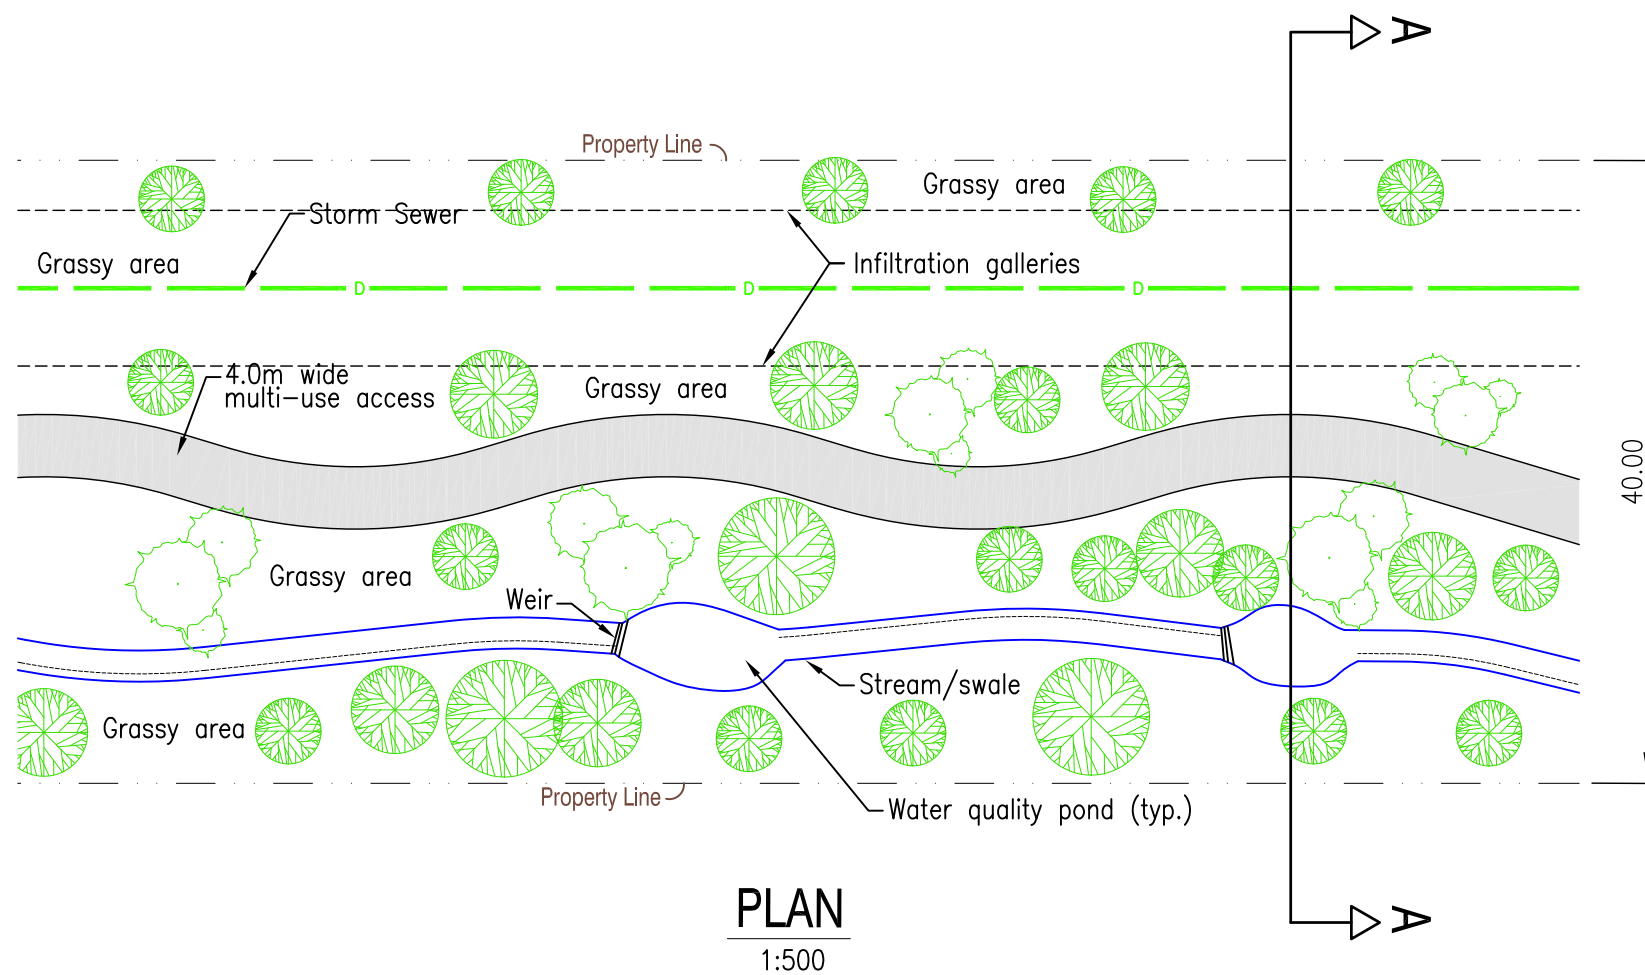 A
Property Line
Grassy area
Storm Sewer
Grassy area
Infiltration galleries
D
D
D
4.0m wide
multi-use access
Grassy area
40.00
Grassy area
Weir
Stream/swale
Grassy area
Property Line
Water quality pond (typ.)
PLAN
A
1:500